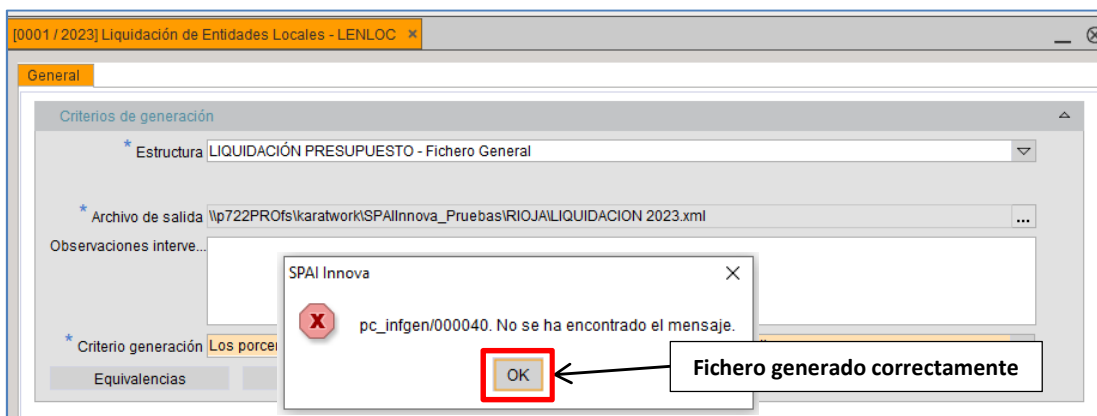 [0001 / 2023] Liquidación de Entidades Locales - LENLOC ×
General
Criterios de generación
* Estructura LIQUIDACIÓN PRESUPUESTO - Fichero General
* Archivo de salida \\p722PROfs\karatwork\SPAIInnova_Pruebas\RIOJA\LIQUIDACION 2023.xml ...
Observaciones interve...
SPAI Innova
pc_infgen/000040. No se ha encontrado el mensaje.
* Criterio generación Los porce
Equivalencias
OK
Fichero generado correctamente